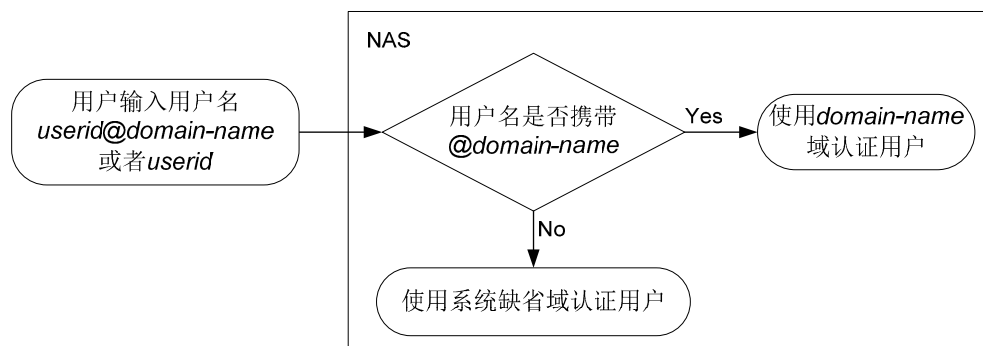 NAS
用户输入用户名
userid@domain-name
或者userid
用户名是否携带
@domain-name
Yes
使用domain-name
域认证用户
No
使用系统缺省域认证用户